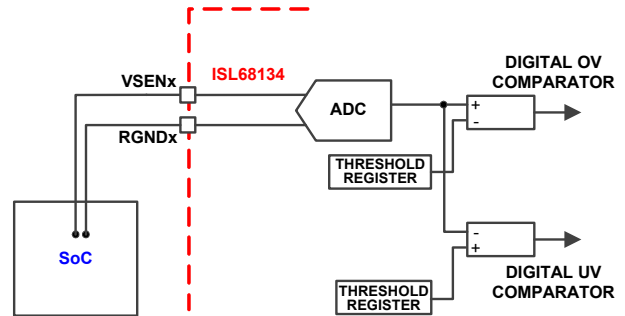 VSENx
ISL68134
DIGITAL OV
COMPARATOR
ADC
+
-
RGNDx
THRESHOLD
REGISTER
SoC
-
+
THRESHOLD
REGISTER
DIGITAL UV
COMPARATOR